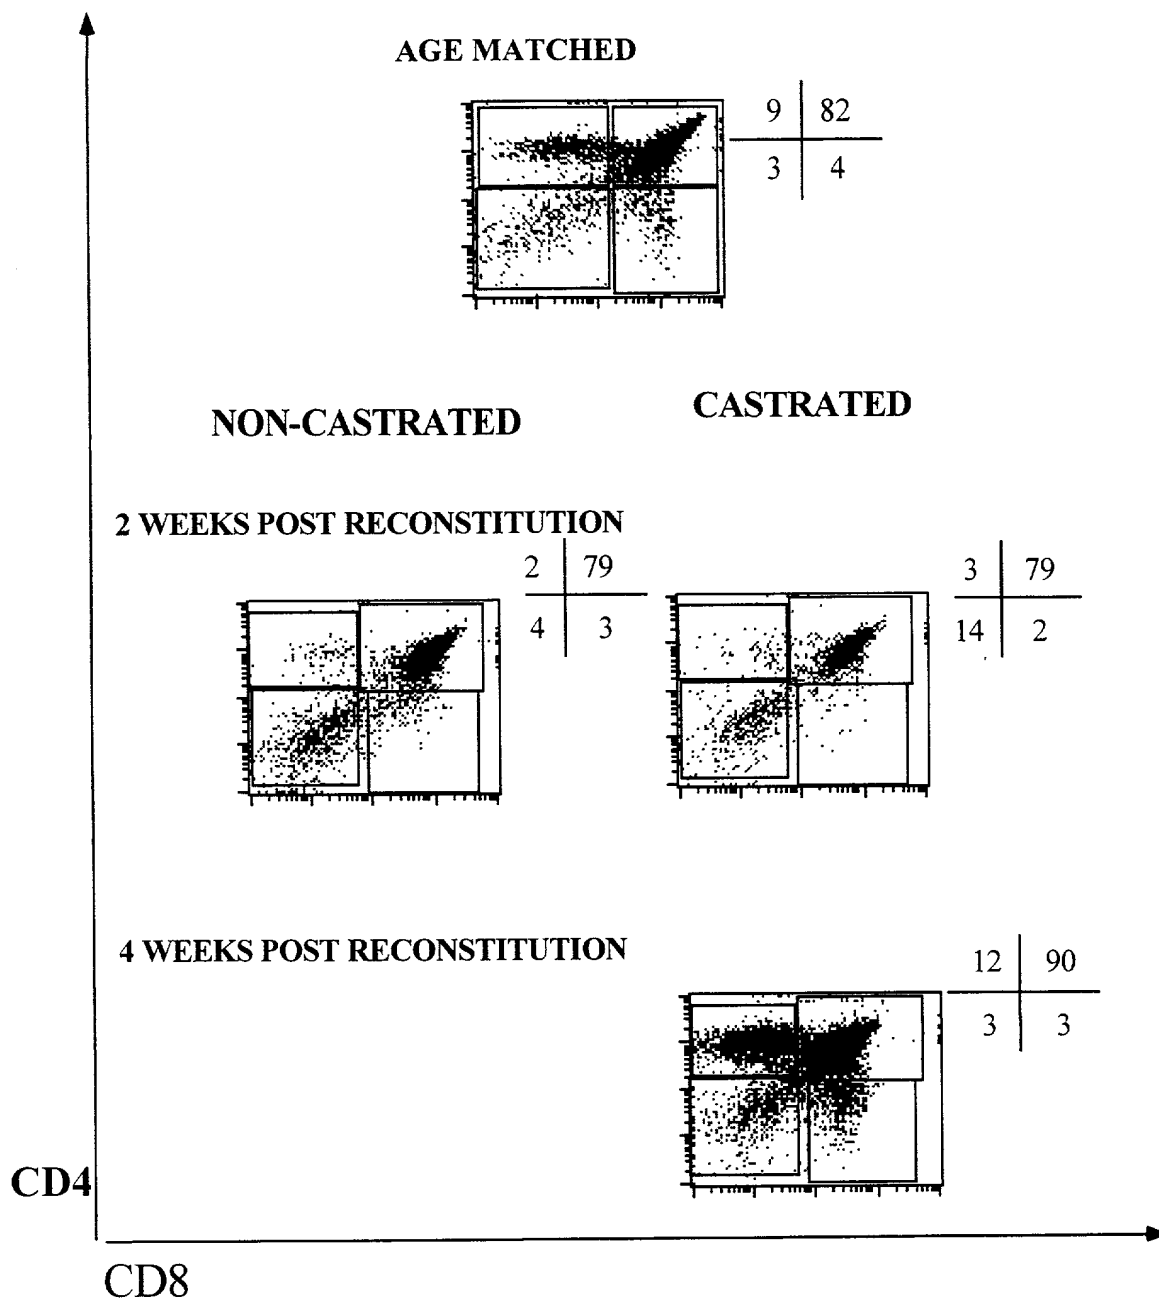 AGE MATCHED
9 82
3 4
NON-CASTRATED
CASTRATED
2 WEEKS POST RECONSTITUTION
2 79
4 3
3 79
14 2
4 WEEKS POST RECONSTITUTION
12 90
3 3
CD4
CD8